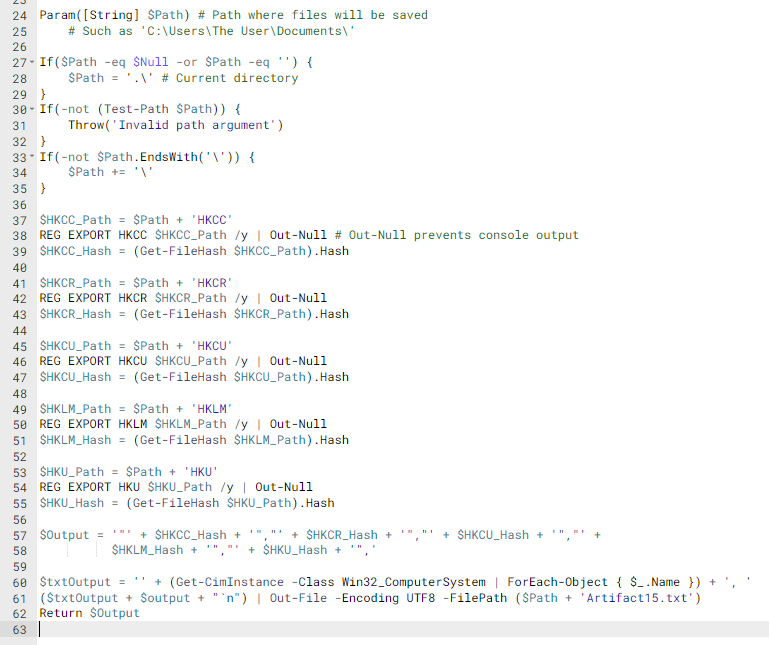 23
24 Param([String] $Path) # Path where files will be saved
25     # Such as 'C:\Users\The User\Documents\'
26
27 If($Path -eq $Null -or $Path -eq '') {
28     $Path = '.\' # Current directory
29 }
30 If(-not (Test-Path $Path)) {
31     Throw('Invalid path argument')
32 }
33 If(-not $Path.EndsWith('\')) {
34     $Path += '\'
35 }
36
37 $HKCC_Path = $Path + 'HKCC'
38 REG EXPORT HKCC $HKCC_Path /y | Out-Null # Out-Null prevents console output
39 $HKCC_Hash = (Get-FileHash $HKCC_Path).Hash
40
41 $HKCR_Path = $Path + 'HKCR'
42 REG EXPORT HKCR $HKCR_Path /y | Out-Null
43 $HKCR_Hash = (Get-FileHash $HKCR_Path).Hash
44
45 $HKCU_Path = $Path + 'HKCU'
46 REG EXPORT HKCU $HKCU_Path /y | Out-Null
47 $HKCU_Hash = (Get-FileHash $HKCU_Path).Hash
48
49 $HKLM_Path = $Path + 'HKLM'
50 REG EXPORT HKLM $HKLM_Path /y | Out-Null
51 $HKLM_Hash = (Get-FileHash $HKLM_Path).Hash
52
53 $HKU_Path = $Path + 'HKU'
54 REG EXPORT HKU $HKU_Path /y | Out-Null
55 $HKU_Hash = (Get-FileHash $HKU_Path).Hash
56
57 $Output = '"' + $HKCC_Hash + '","' + $HKCR_Hash + '","' + $HKCU_Hash + '","' +
58           $HKLM_Hash + '","' + $HKU_Hash + '",'
59
60 $txtOutput = '' + (Get-CimInstance -Class Win32_ComputerSystem | ForEach-Object { $_.Name }) + ', '
61 ($txtOutput + $output + "`n") | Out-File -Encoding UTF8 -FilePath ($Path + 'Artifact15.txt')
62 Return $Output
63